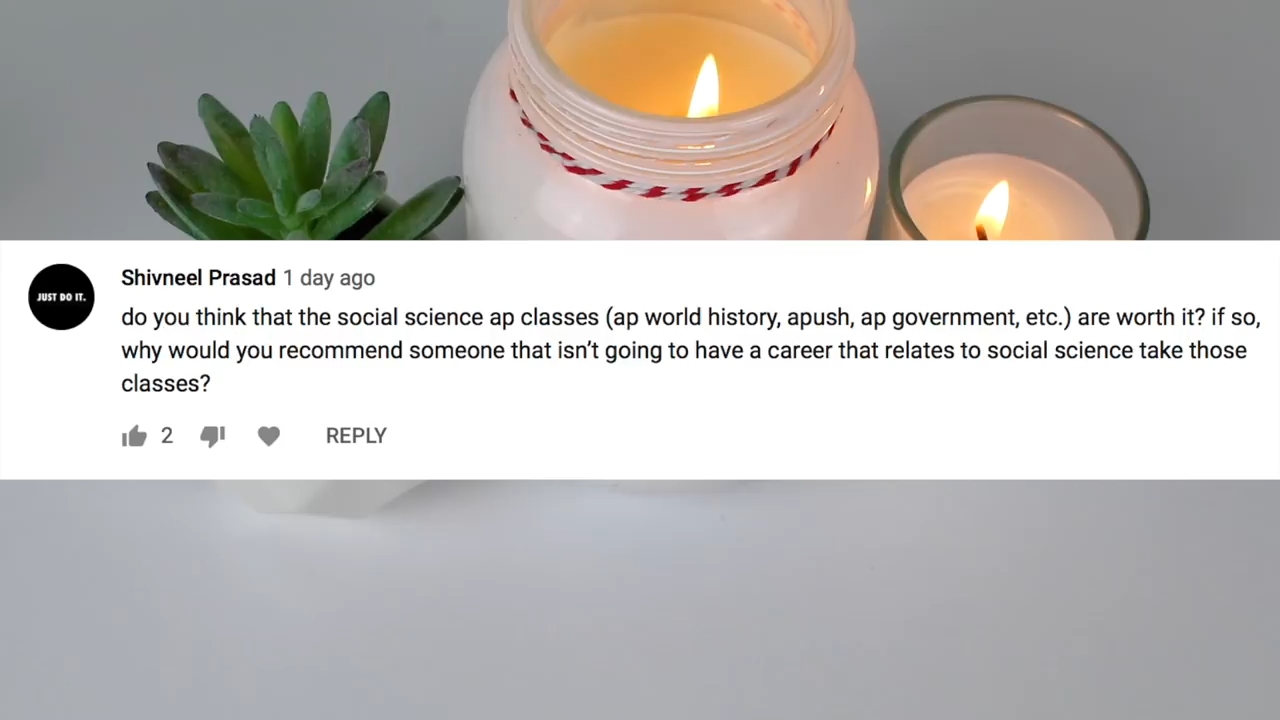 JUST DO IT.
Shivneel Prasad 1 day ago
do you think that the social science ap classes (ap world history, apush, ap government, etc.) are worth it? if so,
why would you recommend someone that isn’t going to have a career that relates to social science take those
classes?
2 REPLY